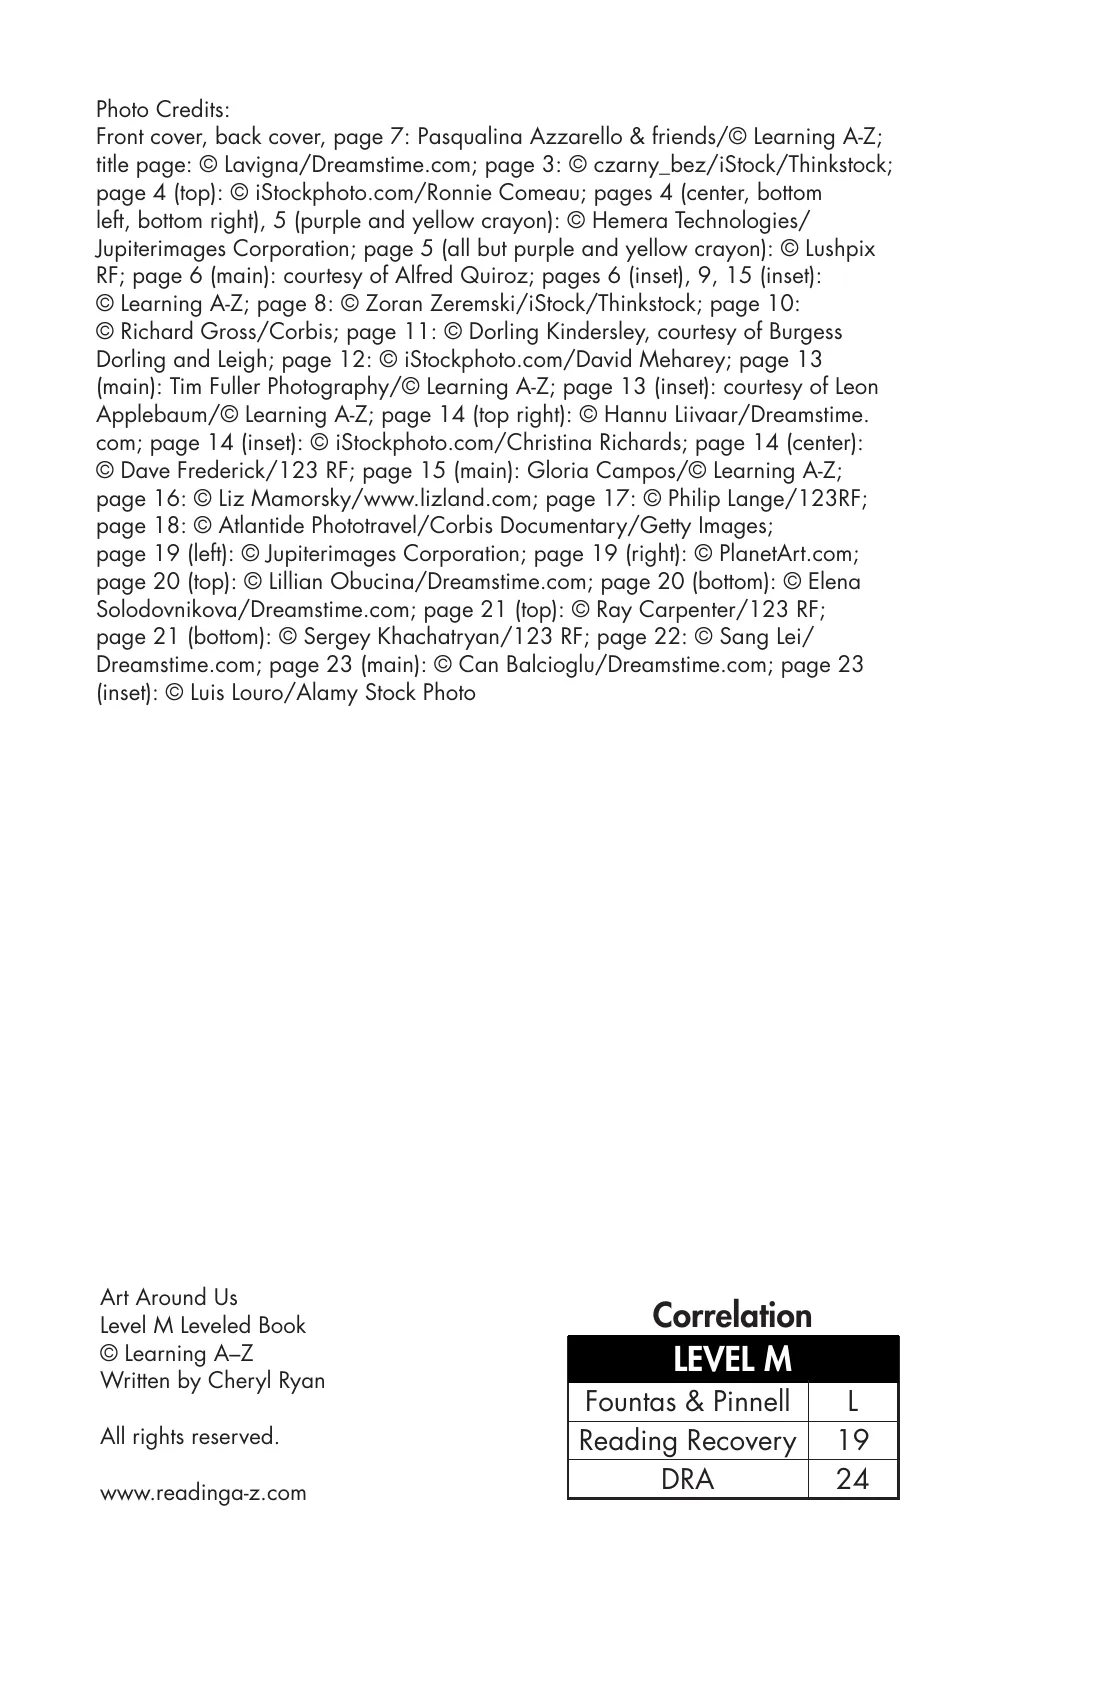 Photo Credits:
Front cover, back cover, page 7: Pasqualina Azzarello & friends/© Learning A-Z;
title page: © Lavigna/Dreamstime.com; page 3: © czarny_bez/iStock/Thinkstock;
page 4 (top): © iStockphoto.com/Ronnie Comeau; pages 4 (center, bottom
left, bottom right), 5 (purple and yellow crayon): © Hemera Technologies/
Jupiterimages Corporation; page 5 (all but purple and yellow crayon): © Lushpix
RF; page 6 (main): courtesy of Alfred Quiroz; pages 6 (inset), 9, 15 (inset):
© Learning A-Z; page 8: © Zoran Zeremski/iStock/Thinkstock; page 10:
© Richard Gross/Corbis; page 11: © Dorling Kindersley, courtesy of Burgess
Dorling and Leigh; page 12: © iStockphoto.com/David Meharey; page 13
(main): Tim Fuller Photography/© Learning A-Z; page 13 (inset): courtesy of Leon
Applebaum/© Learning A-Z; page 14 (top right): © Hannu Liivaar/Dreamstime.
com; page 14 (inset): © iStockphoto.com/Christina Richards; page 14 (center):
© Dave Frederick/123 RF; page 15 (main): Gloria Campos/© Learning A-Z;
page 16: © Liz Mamorsky/www.lizland.com; page 17: © Philip Lange/123RF;
page 18: © Atlantide Phototravel/Corbis Documentary/Getty Images;
page 19 (left): © Jupiterimages Corporation; page 19 (right): © PlanetArt.com;
page 20 (top): © Lillian Obucina/Dreamstime.com; page 20 (bottom): © Elena
Solodovnikova/Dreamstime.com; page 21 (top): © Ray Carpenter/123 RF;
page 21 (bottom): © Sergey Khachatryan/123 RF; page 22: © Sang Lei/
Dreamstime.com; page 23 (main): © Can Balcioglu/Dreamstime.com; page 23
(inset): © Luis Louro/Alamy Stock Photo
Art Around Us
Level M Leveled Book
© Learning A–Z
Written by Cheryl Ryan
All rights reserved.
www.readinga-z.com
Correlation
LEVEL M
Fountas & Pinnell L
Reading Recovery 19
DRA 24